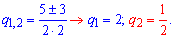 q₁,₂ = (5 ± 3)/(2 · 2) → q₁ = 2; q₂ = 1/2.